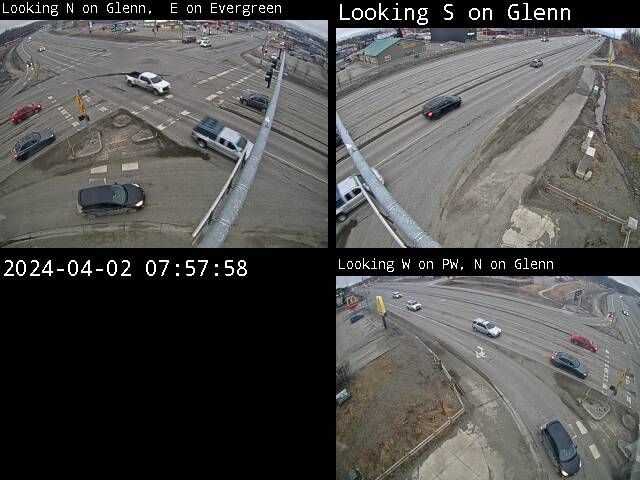 Looking N on Glenn,  E on Evergreen
Looking S on Glenn
2024-04-02 07:57:58
Looking W on PW, N on Glenn